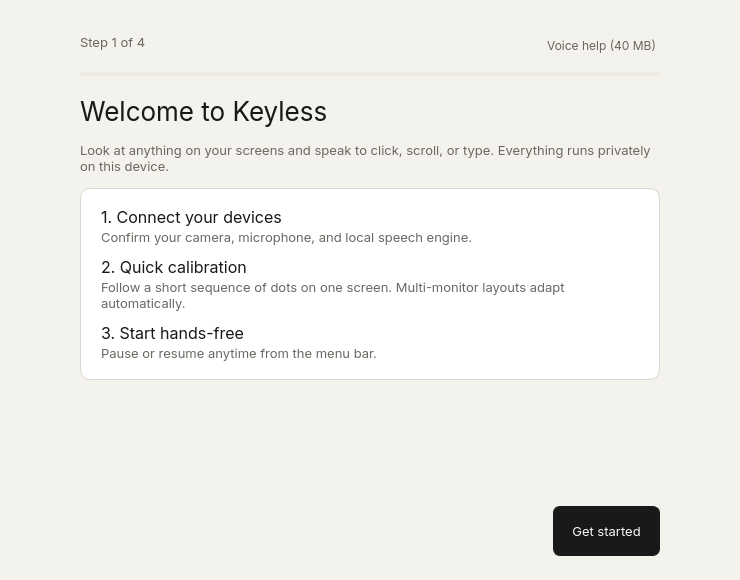 Step 1 of 4
Voice help (40 MB)
Welcome to Keyless
Look at anything on your screens and speak to click, scroll, or type. Everything runs privately
on this device.
1. Connect your devices
Confirm your camera, microphone, and local speech engine.
2. Quick calibration
Follow a short sequence of dots on one screen. Multi-monitor layouts adapt
automatically.
3. Start hands-free
Pause or resume anytime from the menu bar.
Get started